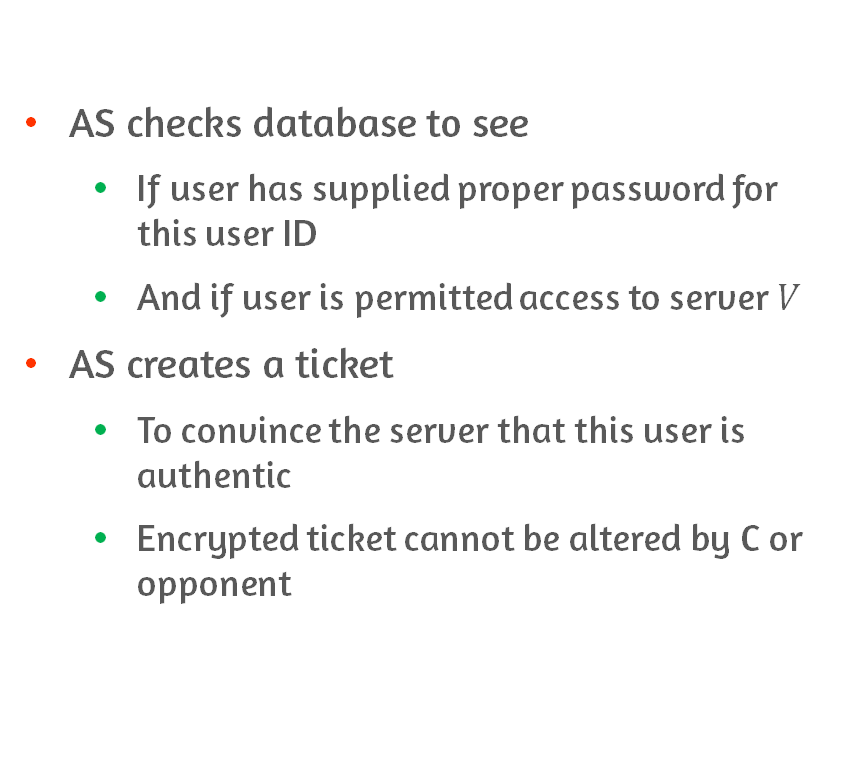 • AS checks database to see
• If user has supplied proper password for
this user ID
• And if user is permitted access to server V
• AS creates a ticket
• To convince the server that this user is
authentic
• Encrypted ticket cannot be altered by C or
opponent